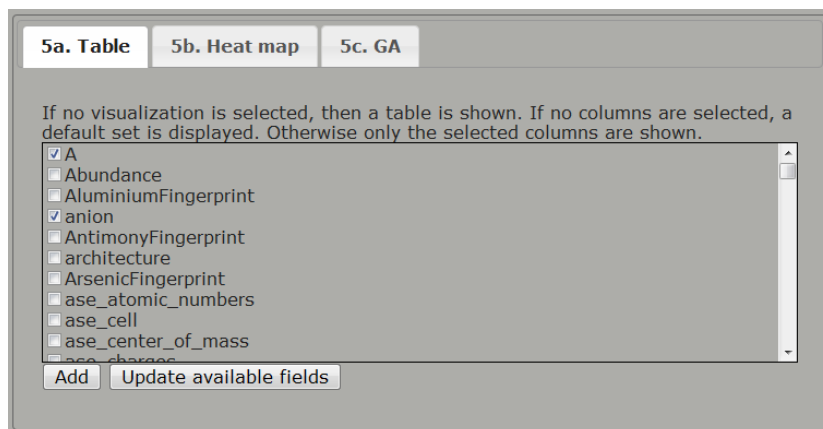 5a. Table 5b. Heat map 5c. GA
If no visualization is selected, then a table is shown. If no columns are selected, a
default set is displayed. Otherwise only the selected columns are shown.
A
Abundance
AluminiumFingerprint
anion
AntimonyFingerprint
architecture
ArsenicFingerprint
ase_atomic_numbers
ase_cell
ase_center_of_mass
ase_charges
Add Update available fields